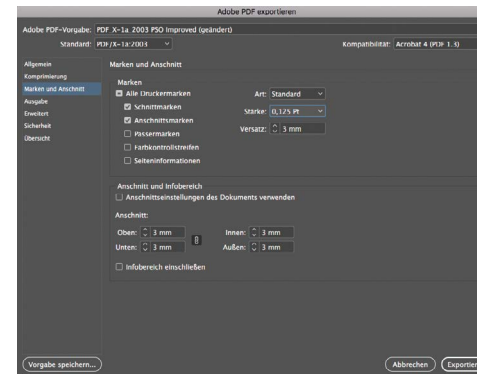 Adobe PDF exportieren
Adobe PDF-Vorgabe: PDF_X-1a_2003 PSO Improved (geändert)
Standard: PDF/X-1a:2003 Kompatibilität: Acrobat 4 (PDF 1.3)
Allgemein
Komprimierung
Marken und Anschnitt
Ausgabe
Erweitert
Sicherheit
Übersicht
Marken und Anschnitt
Marken
Alle Druckermarken Art: Standard
Schnittmarken Stärke: 0,125 Pt
Anschnittsmarken Versatz: 3 mm
Passermarken
Farbkontrollstreifen
Seiteninformationen
Anschnitt und Infobereich
Anschnittseinstellungen des Dokuments verwenden
Anschnitt:
Oben: 3 mm Innen: 3 mm
Unten: 3 mm Außen: 3 mm
Infobereich einschließen
Vorgabe speichern... Abbrechen Exportier